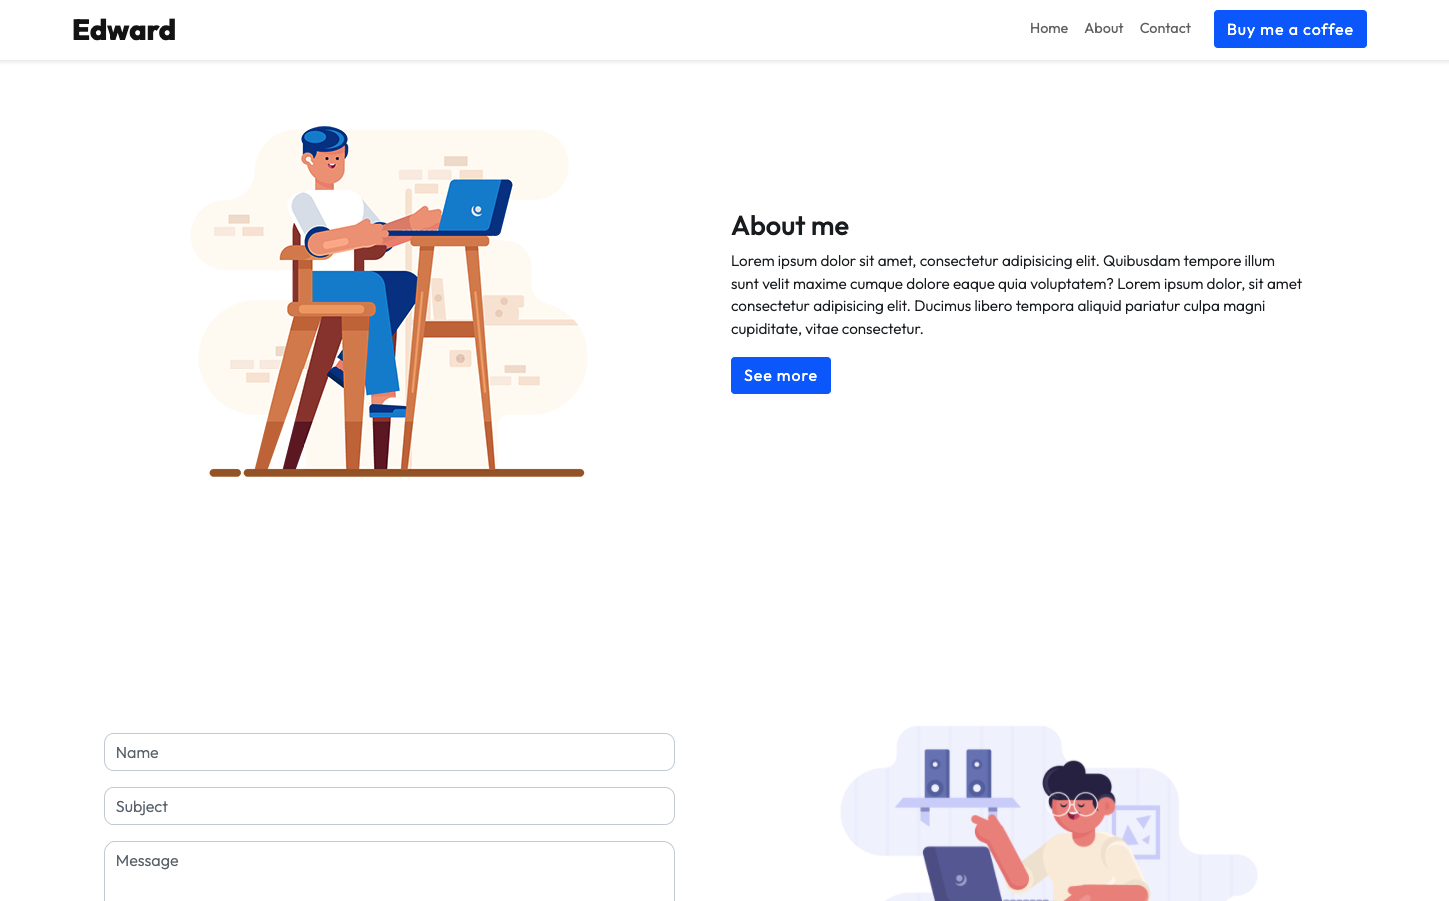 Edward
Home
About
Contact
Buy me a coffee
About me
Lorem ipsum dolor sit amet, consectetur adipisicing elit. Quibusdam tempore illum
sunt velit maxime cumque dolore eaque quia voluptatem? Lorem ipsum dolor, sit amet
consectetur adipisicing elit. Ducimus libero tempora aliquid pariatur culpa magni
cupiditate, vitae consectetur.
See more
Name
Subject
Message